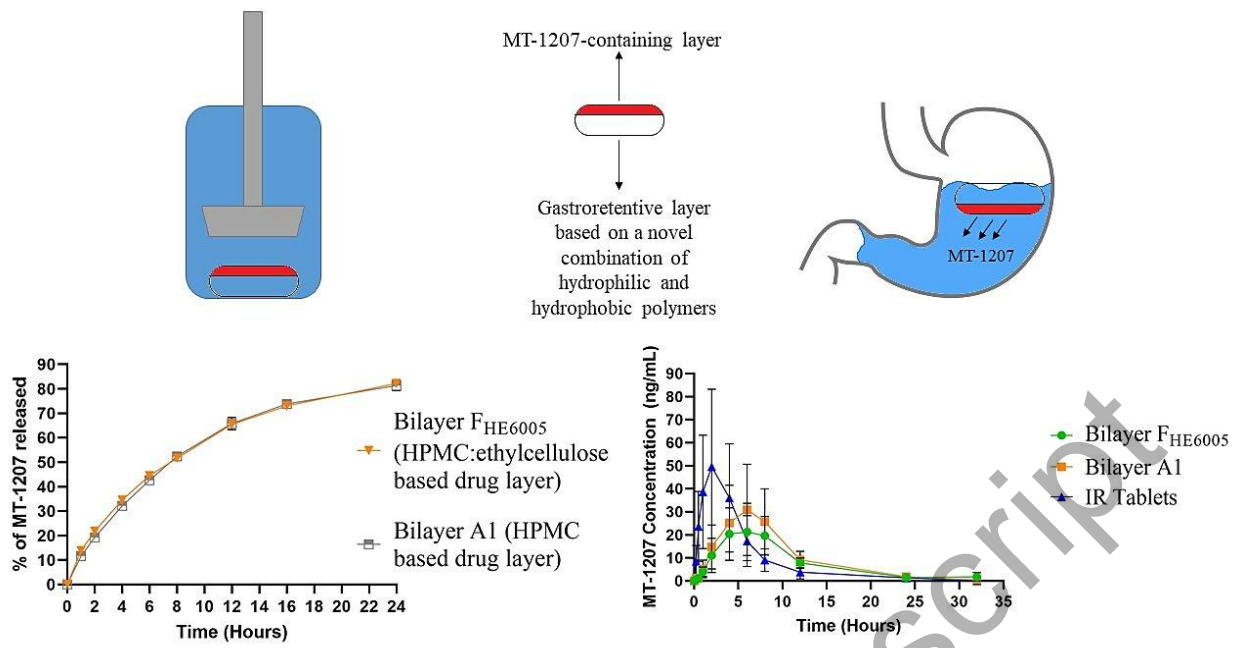 MT-1207-containing layer
Gastroretentive layer
based on a novel
combination of
hydrophilic and
hydrophobic polymers
MT-1207
% of MT-1207 released
90
80
70
60
50
40
30
20
10
0
0 2 4 6 8 10 12 14 16 18 20 22 24
Time (Hours)
Bilayer FHE6005
(HPMC:ethylcellulose
based drug layer)
Bilayer A1 (HPMC
based drug layer)
MT-1207 Concentration (ng/mL)
90
80
70
60
50
40
30
20
10
0
0 5 10 15 20 25 30 35
Time (Hours)
Bilayer FHE6005
Bilayer A1
IR Tablets
script